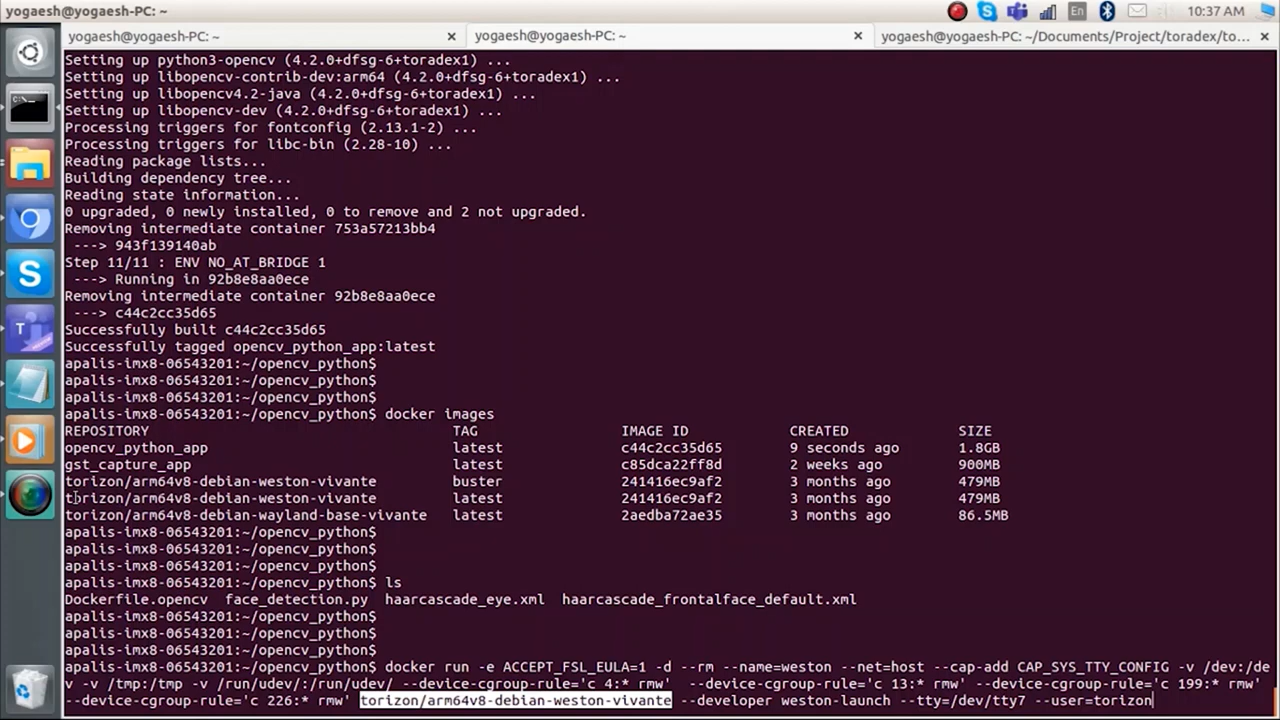 yogaesh@yogaesh-PC: ~
En
10:37 AM
yogaesh@yogaesh-PC: ~
yogaesh@yogaesh-PC: ~
yogaesh@yogaesh-PC: ~/Documents/Project/toradex/to...
Setting up python3-opencv (4.2.0+dfsg-6+toradex1) ...
Setting up libopencv-contrib-dev:arm64 (4.2.0+dfsg-6+toradex1) ...
Setting up libopencv4.2-java (4.2.0+dfsg-6+toradex1) ...
Setting up libopencv-dev (4.2.0+dfsg-6+toradex1) ...
Processing triggers for fontconfig (2.13.1-2) ...
Processing triggers for libc-bin (2.28-10) ...
Reading package lists...
Building dependency tree...
Reading state information...
0 upgraded, 0 newly installed, 0 to remove and 2 not upgraded.
Removing intermediate container 753a57213bb4
---> 943f139140ab
Step 11/11 : ENV NO_AT_BRIDGE 1
---> Running in 92b8e8aa0ece
Removing intermediate container 92b8e8aa0ece
---> c44c2cc35d65
Successfully built c44c2cc35d65
Successfully tagged opencv_python_app:latest
apalis-imx8-06543201:~/opencv_python$
apalis-imx8-06543201:~/opencv_python$
apalis-imx8-06543201:~/opencv_python$
apalis-imx8-06543201:~/opencv_python$ docker images
REPOSITORY TAG IMAGE ID CREATED SIZE
opencv_python_app latest c44c2cc35d65 9 seconds ago 1.8GB
gst_capture_app latest c85dca22ff8d 2 weeks ago 900MB
torizon/arm64v8-debian-weston-vivante buster 241416ec9af2 3 months ago 479MB
torizon/arm64v8-debian-weston-vivante latest 241416ec9af2 3 months ago 479MB
torizon/arm64v8-debian-wayland-base-vivante latest 2aedba72ae35 3 months ago 86.5MB
apalis-imx8-06543201:~/opencv_python$
apalis-imx8-06543201:~/opencv_python$
apalis-imx8-06543201:~/opencv_python$
apalis-imx8-06543201:~/opencv_python$ ls
Dockerfile.opencv face_detection.py haarcascade_eye.xml haarcascade_frontalface_default.xml
apalis-imx8-06543201:~/opencv_python$
apalis-imx8-06543201:~/opencv_python$
apalis-imx8-06543201:~/opencv_python$
apalis-imx8-06543201:~/opencv_python$ docker run -e ACCEPT_FSL_EULA=1 -d --rm --name=weston --net=host --cap-add CAP_SYS_TTY_CONFIG -v /dev:/de
v -v /tmp:/tmp -v /run/udev/:/run/udev/ --device-cgroup-rule='c 4:* rmw' --device-cgroup-rule='c 13:* rmw' --device-cgroup-rule='c 199:* rmw'
--device-cgroup-rule='c 226:* rmw' torizon/arm64v8-debian-weston-vivante --developer weston-launch --tty=/dev/tty7 --user=torizon